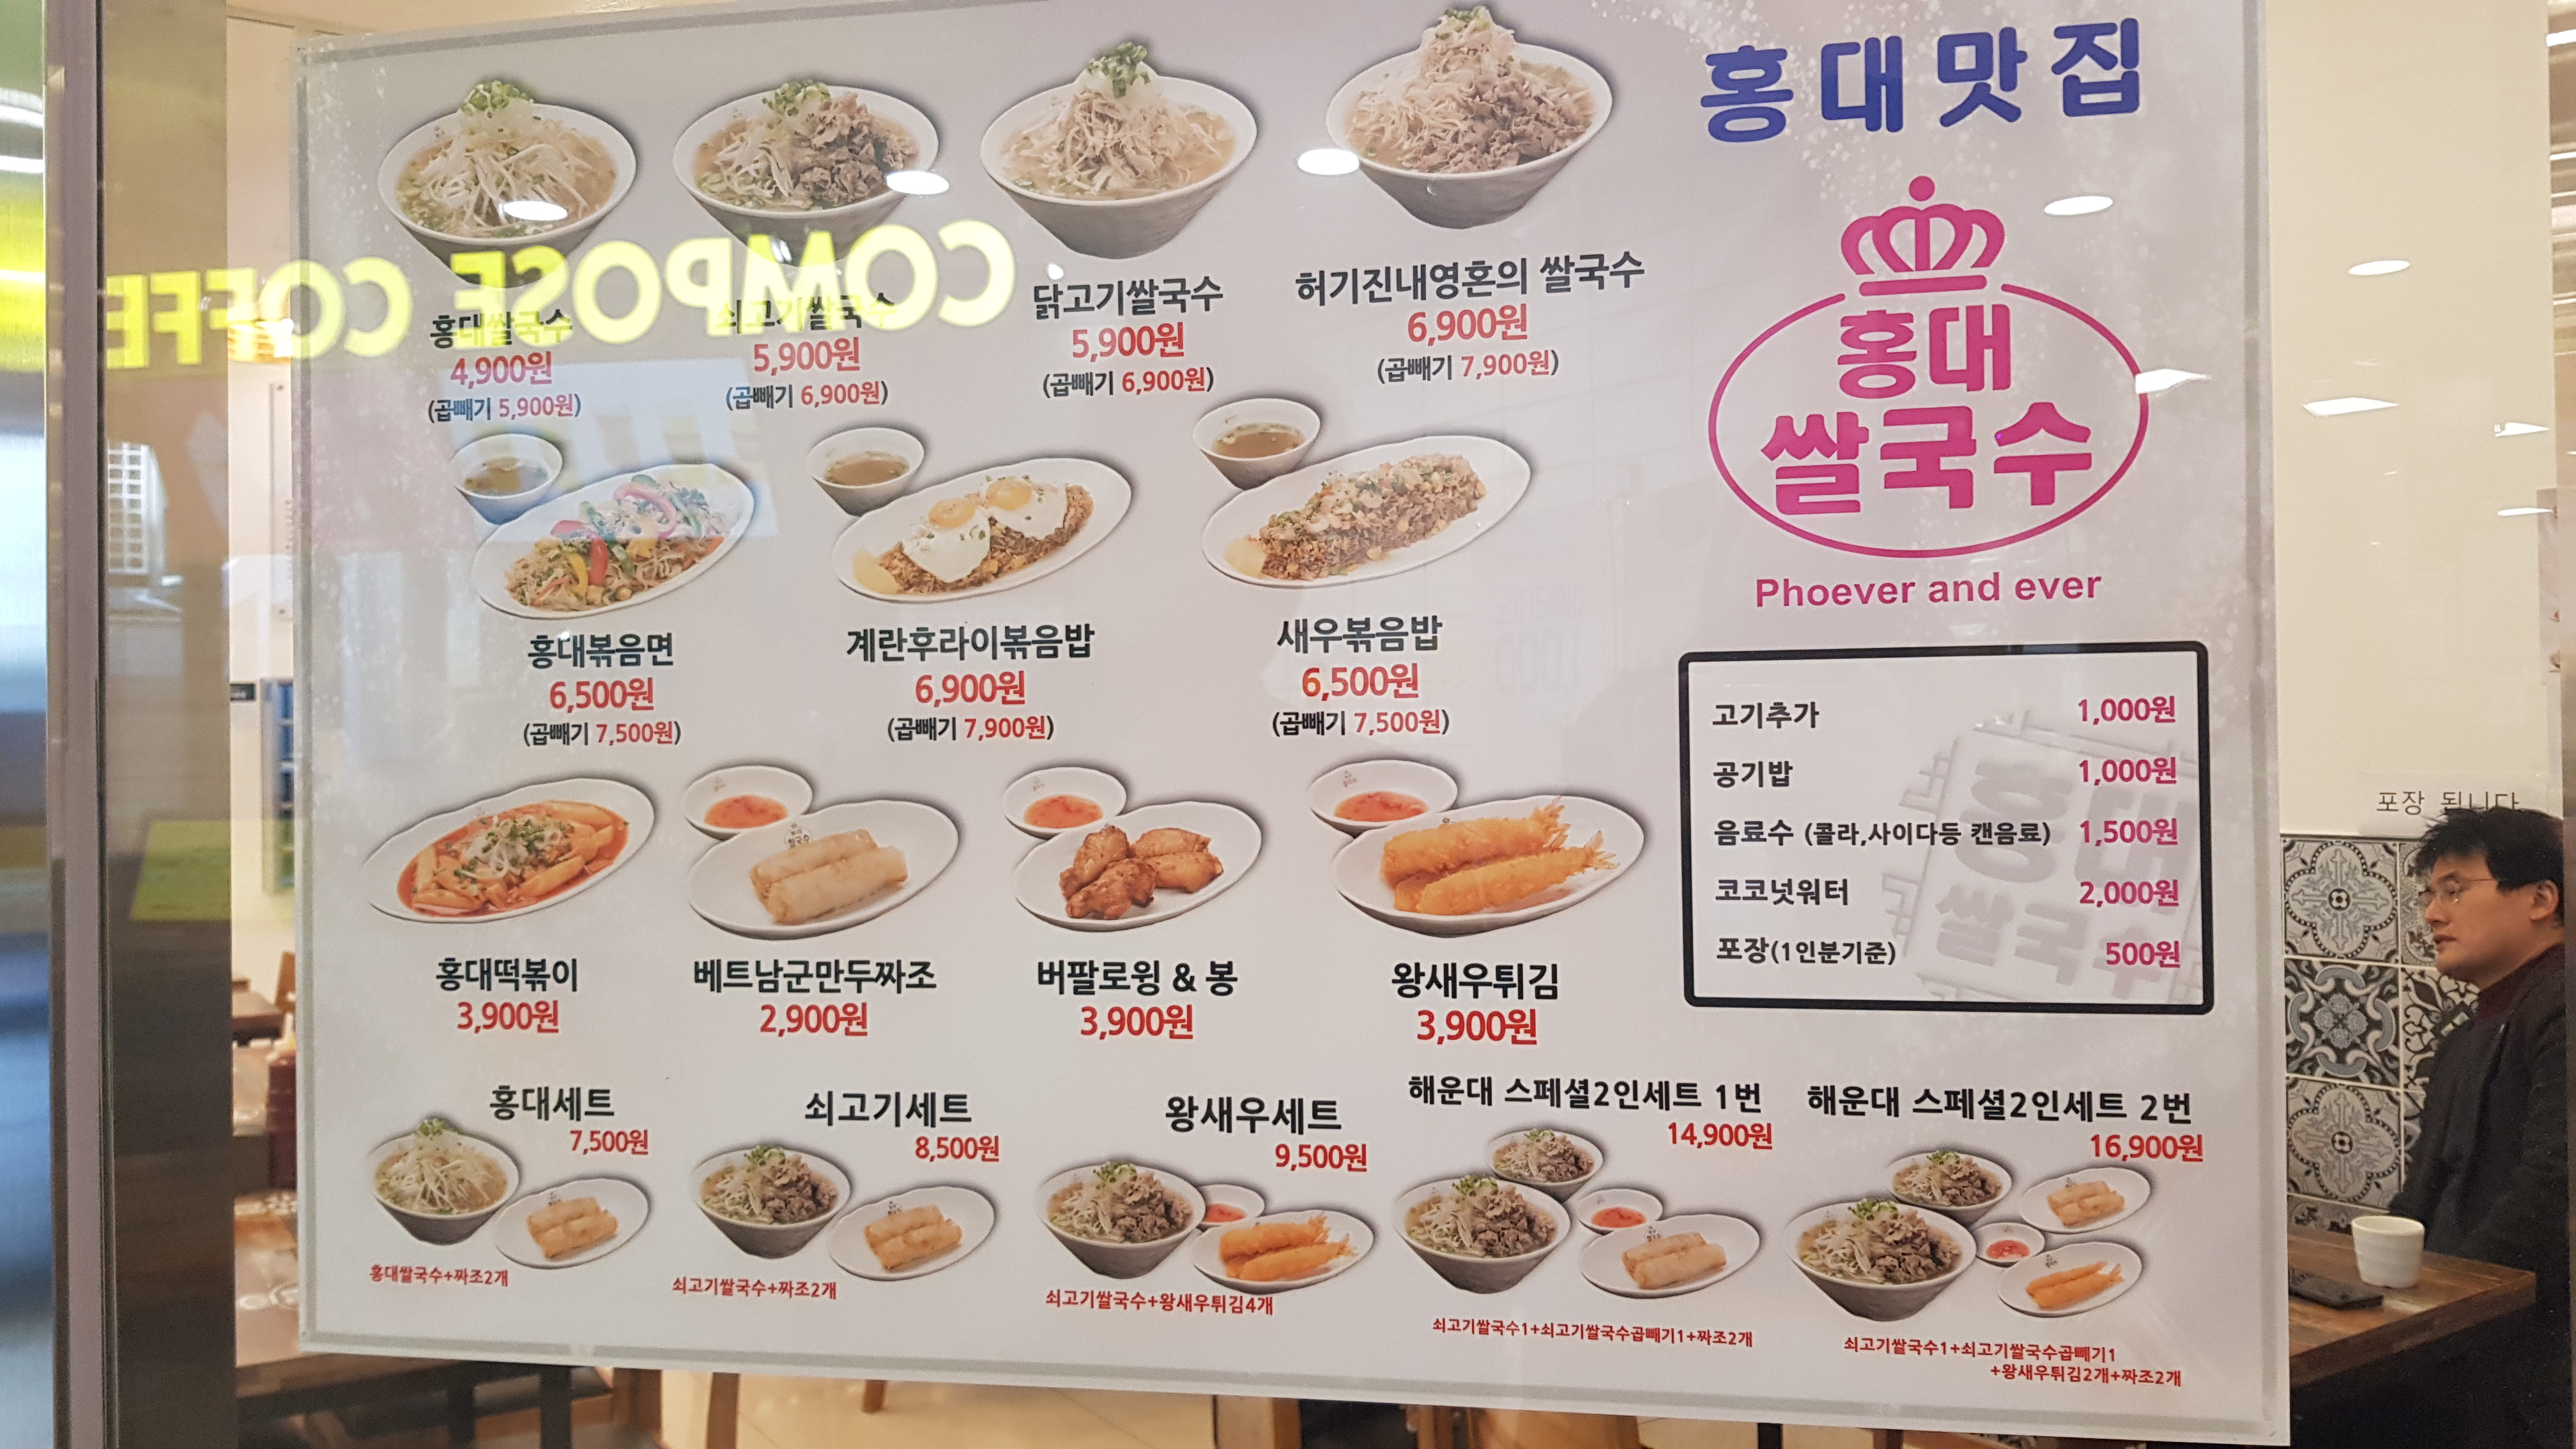 홍대맛집
홍대
쌀국수
Phoever and ever
COMPOSE COFFEE
홍대쌀국수
4,900원
(곱빼기 5,900원)
쇠고기쌀국수
5,900원
(곱빼기 6,900원)
닭고기쌀국수
5,900원
(곱빼기 6,900원)
허기진내영혼의 쌀국수
6,900원
(곱빼기 7,900원)
홍대볶음면
6,500원
(곱빼기 7,500원)
계란후라이볶음밥
6,900원
(곱빼기 7,900원)
새우볶음밥
6,500원
(곱빼기 7,500원)
고기추가 1,000원
공기밥 1,000원
음료수 (콜라,사이다등 캔음료) 1,500원
코코넛워터 2,000원
포장(1인분기준) 500원
홍대
쌀국수
포장 됩니다
홍대떡볶이
3,900원
베트남군만두짜조
2,900원
버팔로윙 & 봉
3,900원
왕새우튀김
3,900원
홍대세트
7,500원
홍대쌀국수+짜조2개
쇠고기세트
8,500원
쇠고기쌀국수+짜조2개
왕새우세트
9,500원
쇠고기쌀국수+왕새우튀김4개
해운대 스페셜2인세트 1번
14,900원
쇠고기쌀국수1+쇠고기쌀국수곱빼기1+짜조2개
해운대 스페셜2인세트 2번
16,900원
쇠고기쌀국수1+쇠고기쌀국수곱빼기1
+왕새우튀김2개+짜조2개